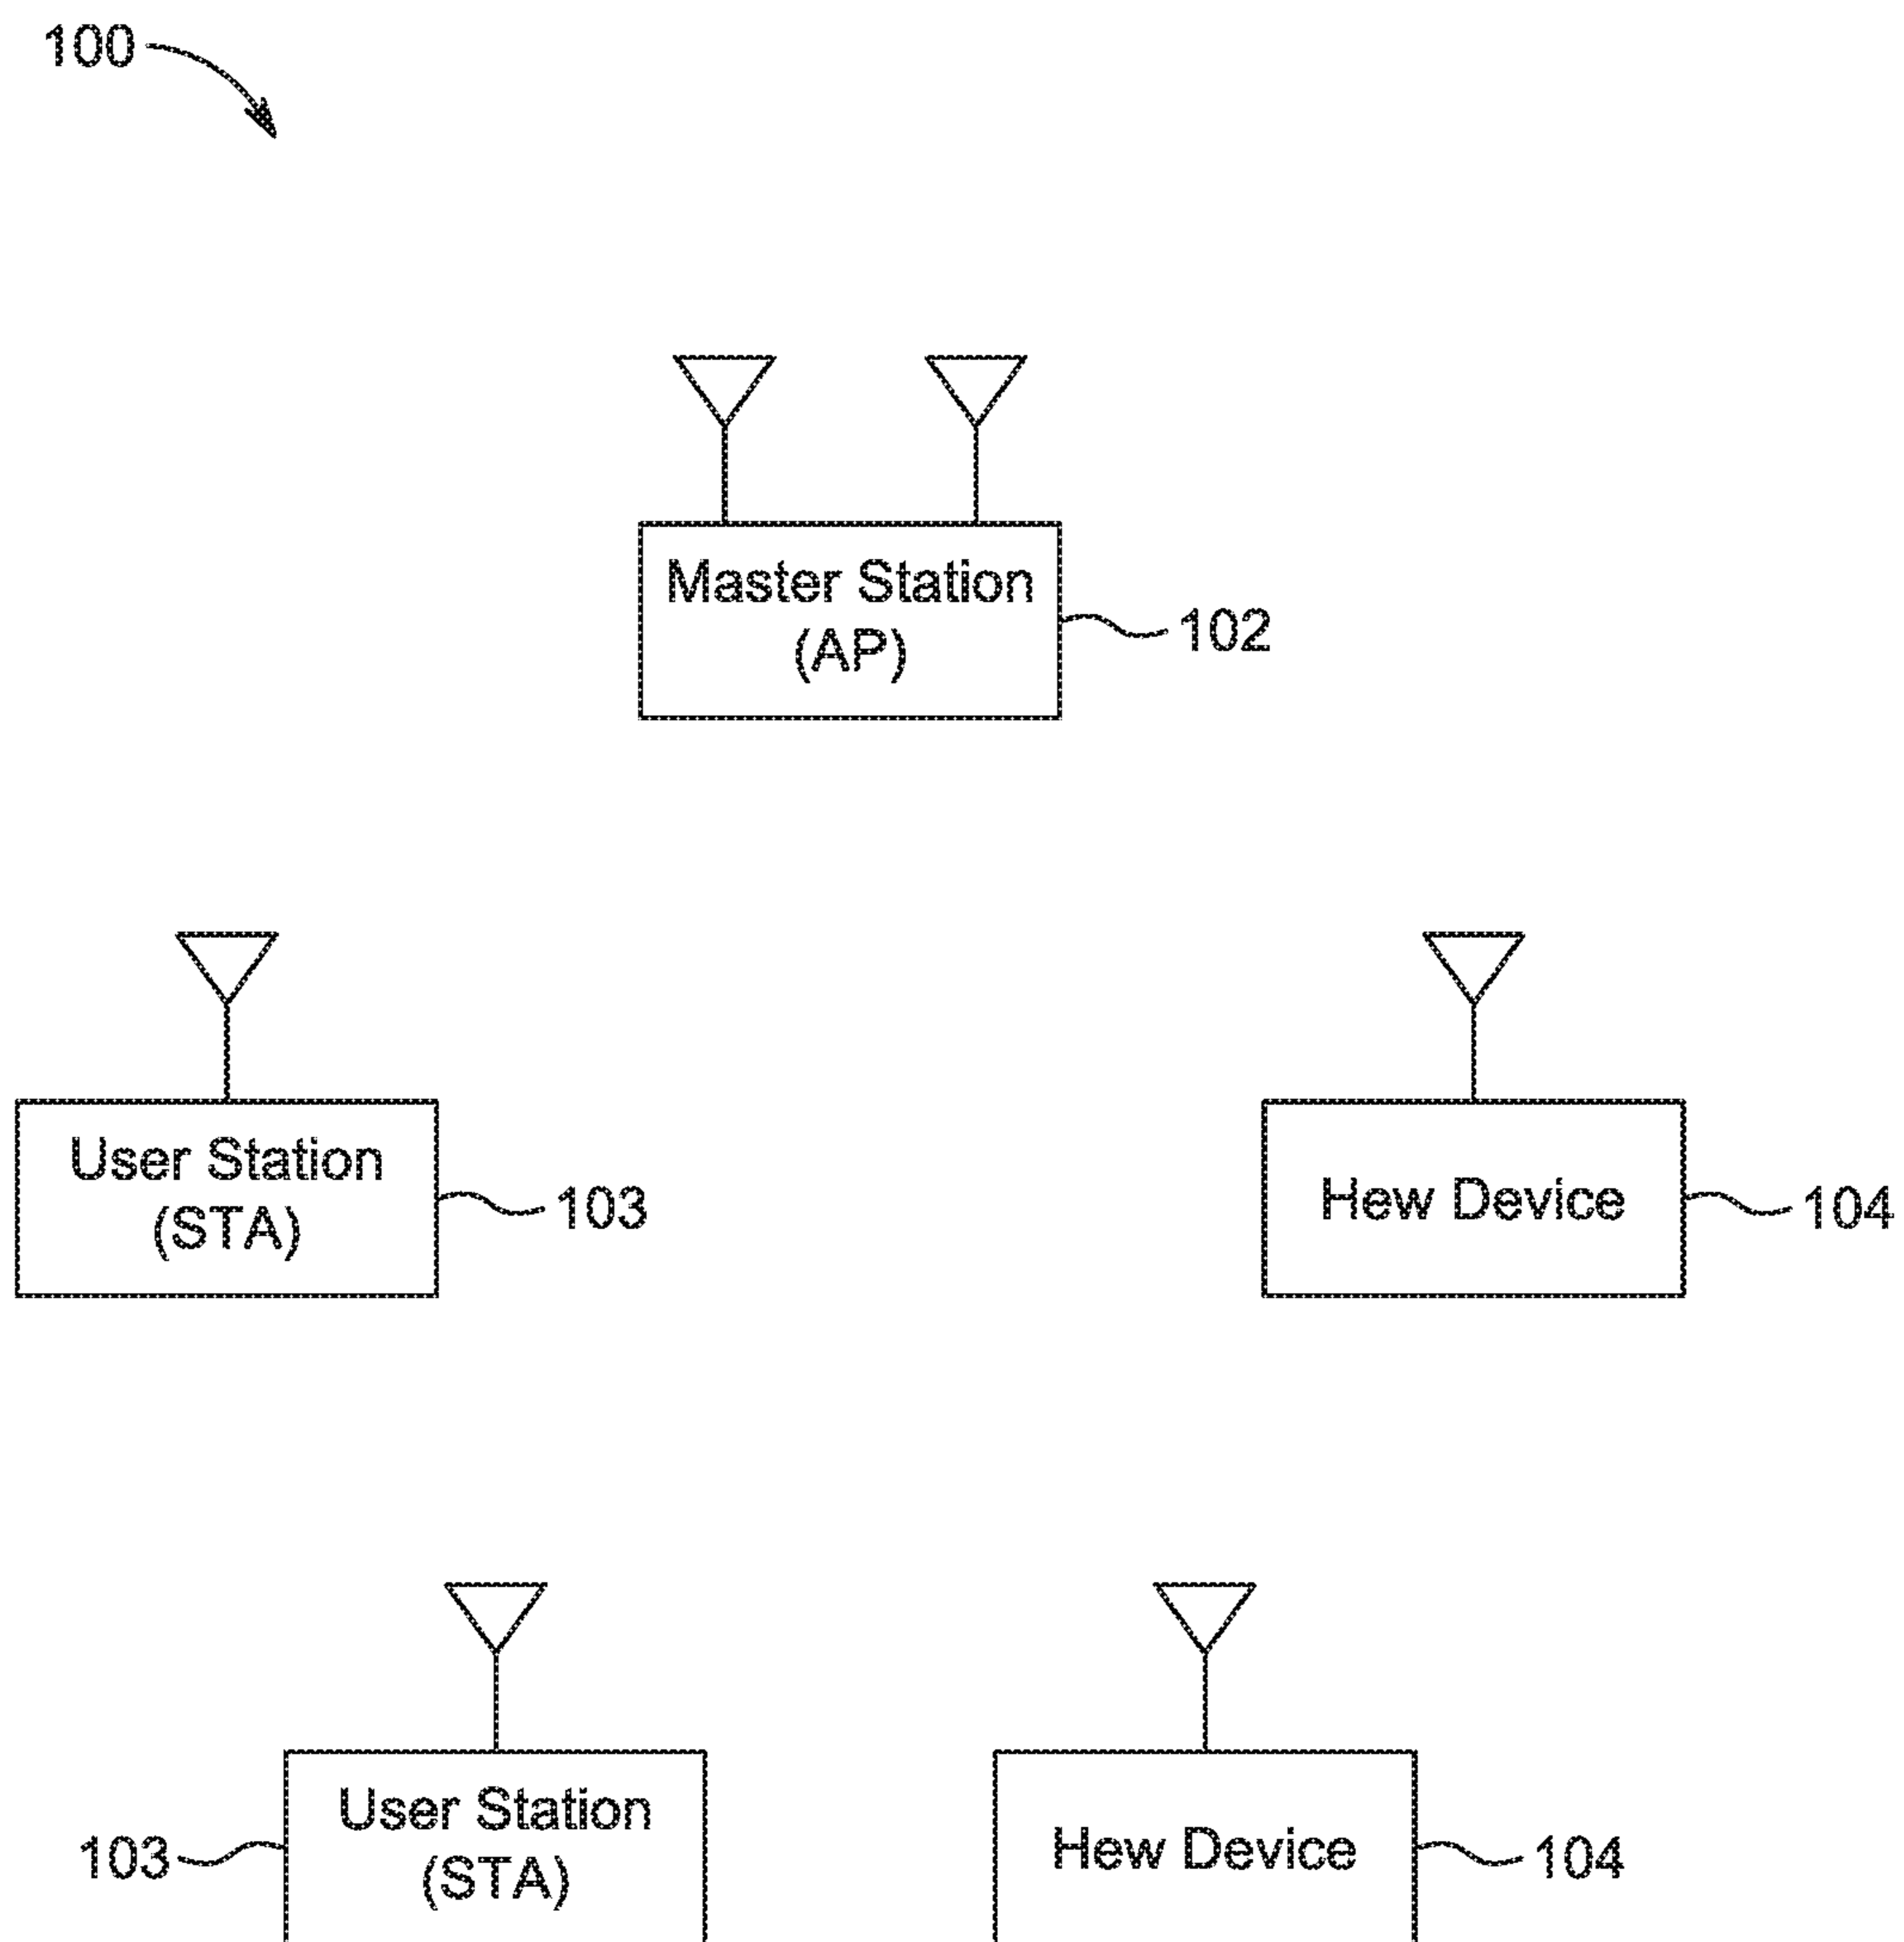 100
Master Station
(AP)
102
User Station
(STA)
103
Hew Device
104
103
User Station
(STA)
Hew Device
104